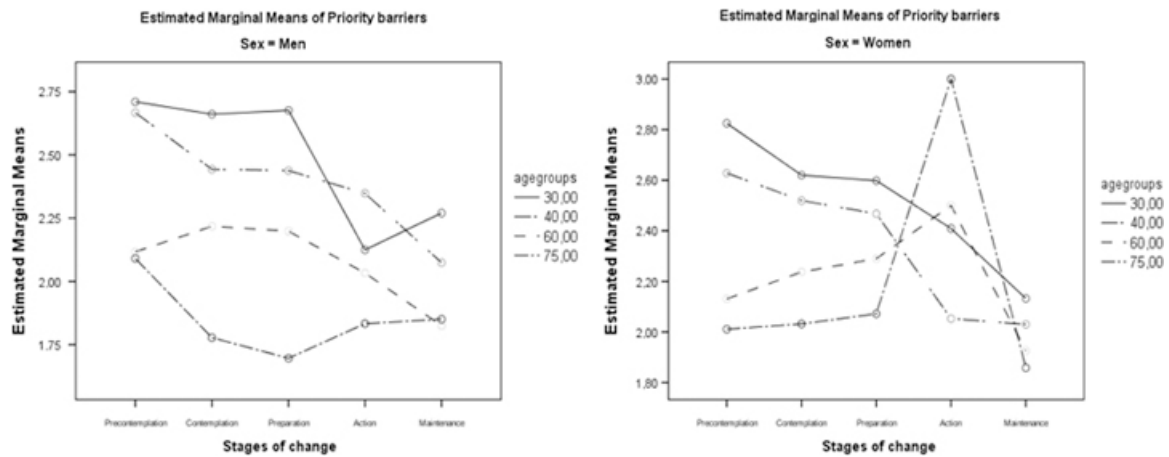 Estimated Marginal Means of Priority barriers
Sex = Men
Estimated Marginal Means
2.75
2.50
2.25
2.00
1.75
Precontemplation
Contemplation
Preparation
Action
Maintenance
Stages of change
agegroups
30,00
40,00
60,00
75,00
Estimated Marginal Means of Priority barriers
Sex = Women
Estimated Marginal Means
3.00
2.80
2.60
2.40
2.20
2.00
1.80
Precontemplation
Contemplation
Preparation
Action
Maintenance
Stages of change
agegroups
30,00
40,00
60,00
75,00